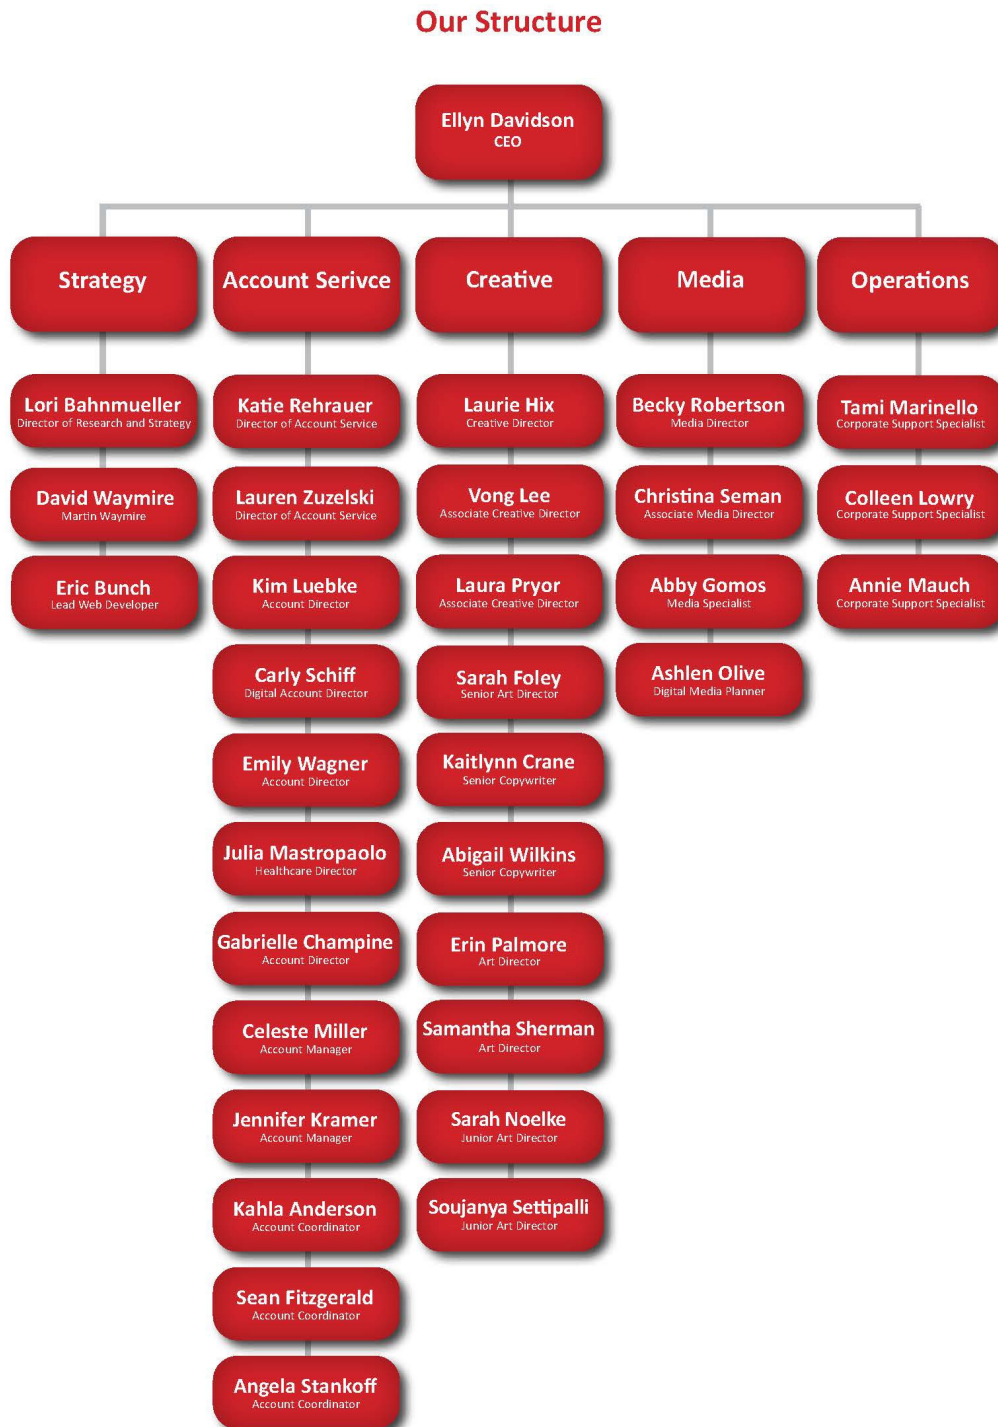 Our Structure
Ellyn Davidson
CEO
Strategy
Account Serivce
Creative
Media
Operations
Lori Bahnmueller
Director of Research and Strategy
David Waymire
Martin Waymire
Eric Bunch
Lead Web Developer
Katie Rehrauer
Director of Account Service
Lauren Zuzelski
Director of Account Service
Kim Luebke
Account Director
Carly Schiff
Digital Account Director
Emily Wagner
Account Director
Julia Mastropaolo
Healthcare Director
Gabrielle Champine
Account Director
Celeste Miller
Account Manager
Jennifer Kramer
Account Manager
Kahla Anderson
Account Coordinator
Sean Fitzgerald
Account Coordinator
Angela Stankoff
Account Coordinator
Laurie Hix
Creative Director
Vong Lee
Associate Creative Director
Laura Pryor
Associate Creative Director
Sarah Foley
Senior Art Director
Kaitlynn Crane
Senior Copywriter
Abigail Wilkins
Senior Copywriter
Erin Palmore
Art Director
Samantha Sherman
Art Director
Sarah Noelke
Junior Art Director
Soujanya Settipalli
Junior Art Director
Becky Robertson
Media Director
Christina Seman
Associate Media Director
Abby Gomos
Media Specialist
Ashlen Olive
Digital Media Planner
Tami Marinello
Corporate Support Specialist
Colleen Lowry
Corporate Support Specialist
Annie Mauch
Corporate Support Specialist